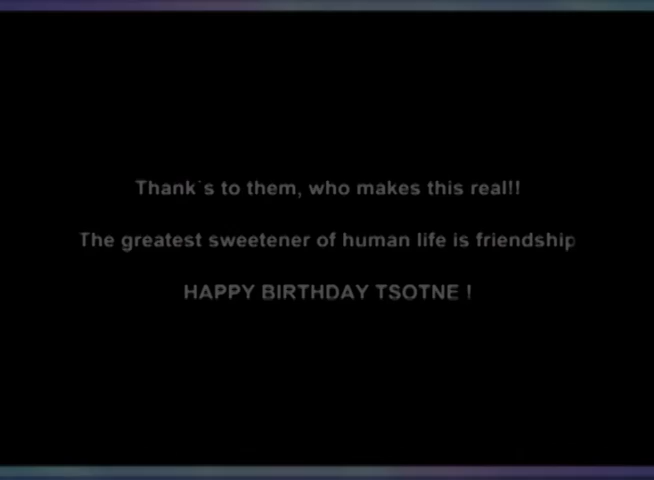 Thank´s to them, who makes this real!!
The greatest sweetener of human life is friendship
HAPPY BIRTHDAY TSOTNE !